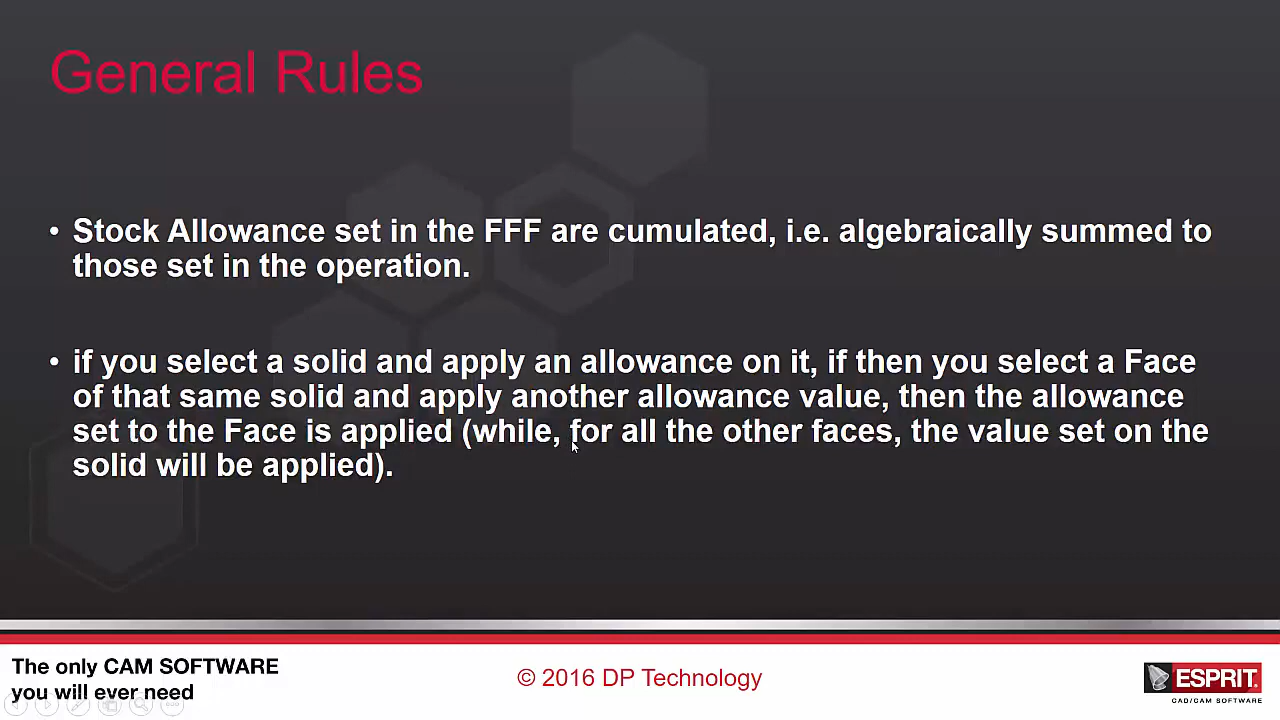 General Rules
• Stock Allowance set in the FFF are cumulated, i.e. algebraically summed to
those set in the operation.
• if you select a solid and apply an allowance on it, if then you select a Face
of that same solid and apply another allowance value, then the allowance
set to the Face is applied (while, for all the other faces, the value set on the
solid will be applied).
The only CAM SOFTWARE
you will ever need
© 2016 DP Technology
ESPRIT
CAD/CAM SOFTWARE